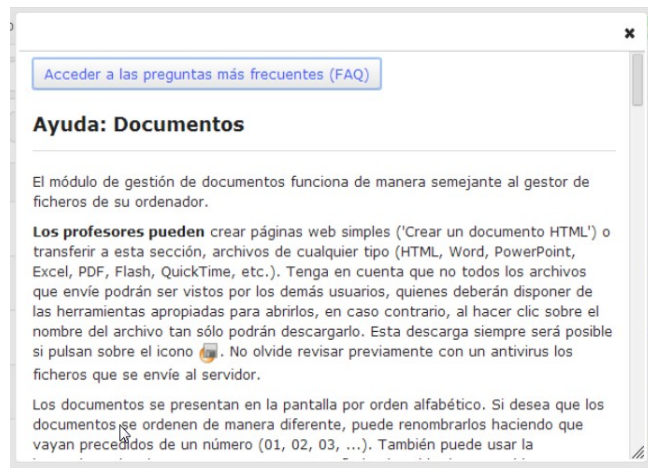 Acceder a las preguntas más frecuentes (FAQ)
Ayuda: Documentos
El módulo de gestión de documentos funciona de manera semejante al gestor de
ficheros de su ordenador.
Los profesores pueden crear páginas web simples ('Crear un documento HTML') o
transferir a esta sección, archivos de cualquier tipo (HTML, Word, PowerPoint,
Excel, PDF, Flash, QuickTime, etc.). Tenga en cuenta que no todos los archivos
que envíe podrán ser vistos por los demás usuarios, quienes deberán disponer de
las herramientas apropiadas para abrirlos, en caso contrario, al hacer clic sobre el
nombre del archivo tan sólo podrán descargarlo. Esta descarga siempre será posible
si pulsan sobre el icono . No olvide revisar previamente con un antivirus los
ficheros que se envíe al servidor.
Los documentos se presentan en la pantalla por orden alfabético. Si desea que los
documentos se ordenen de manera diferente, puede renombrarlos haciendo que
vayan precedidos de un número (01, 02, 03, ...). También puede usar la